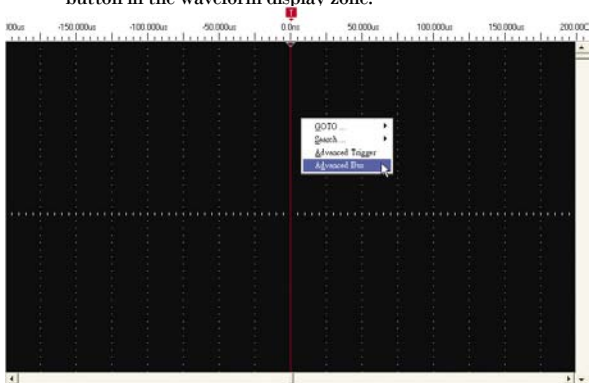 button in the waveform display zone.
T
-150.000us -100.000us -50.000us 0.0ns 50.000us 100.000us 150.000us
GOTO ...
Search ...
Advanced Trigger
Advanced Bus